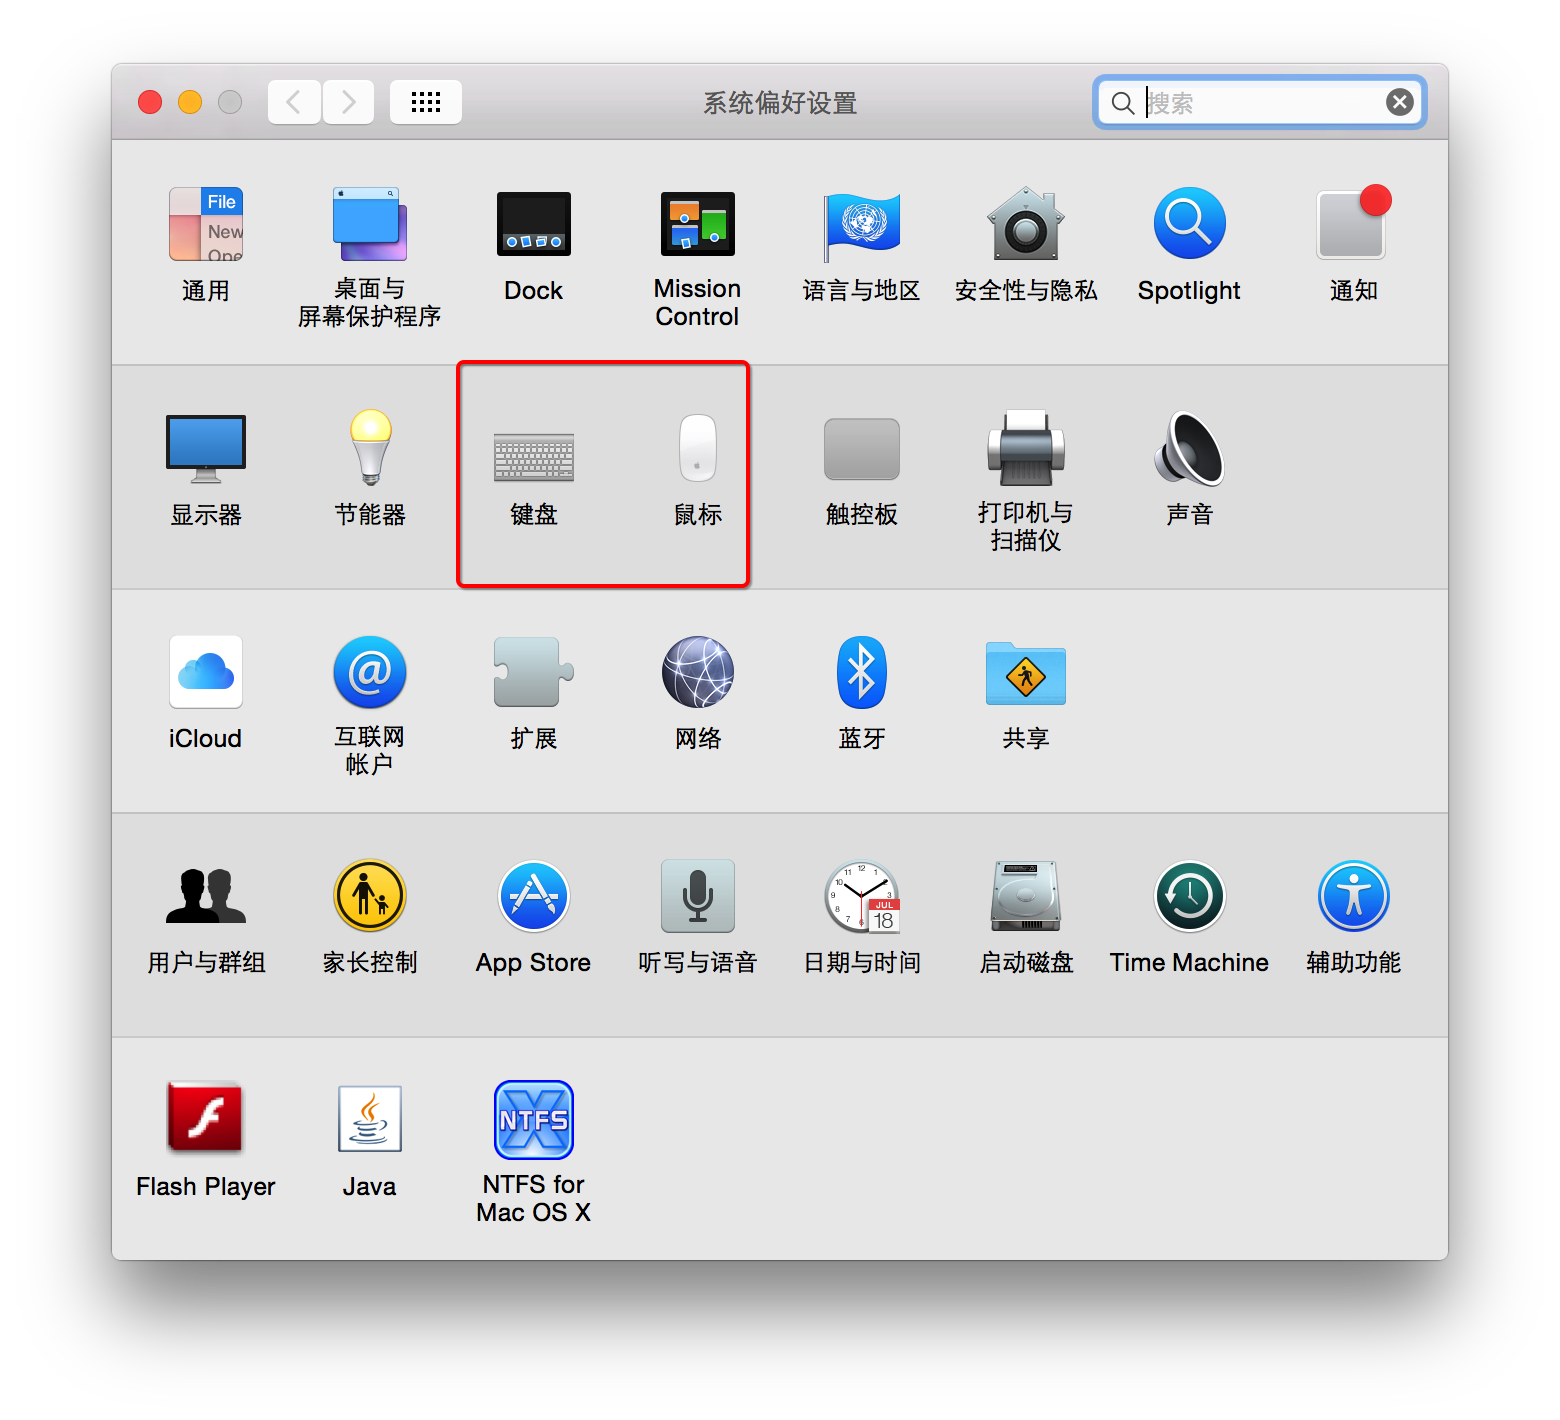 系统偏好设置
搜索
File
New
Ope
通用
桌面与
屏幕保护程序
Dock
Mission
Control
语言与地区
安全性与隐私
Spotlight
通知
显示器
节能器
键盘
鼠标
触控板
打印机与
扫描仪
声音
iCloud
@
互联网
帐户
扩展
网络
蓝牙
共享
用户与群组
家长控制
App Store
听写与语音
JUL
18
日期与时间
启动磁盘
Time Machine
辅助功能
Flash Player
Java
NTFS
NTFS for
Mac OS X